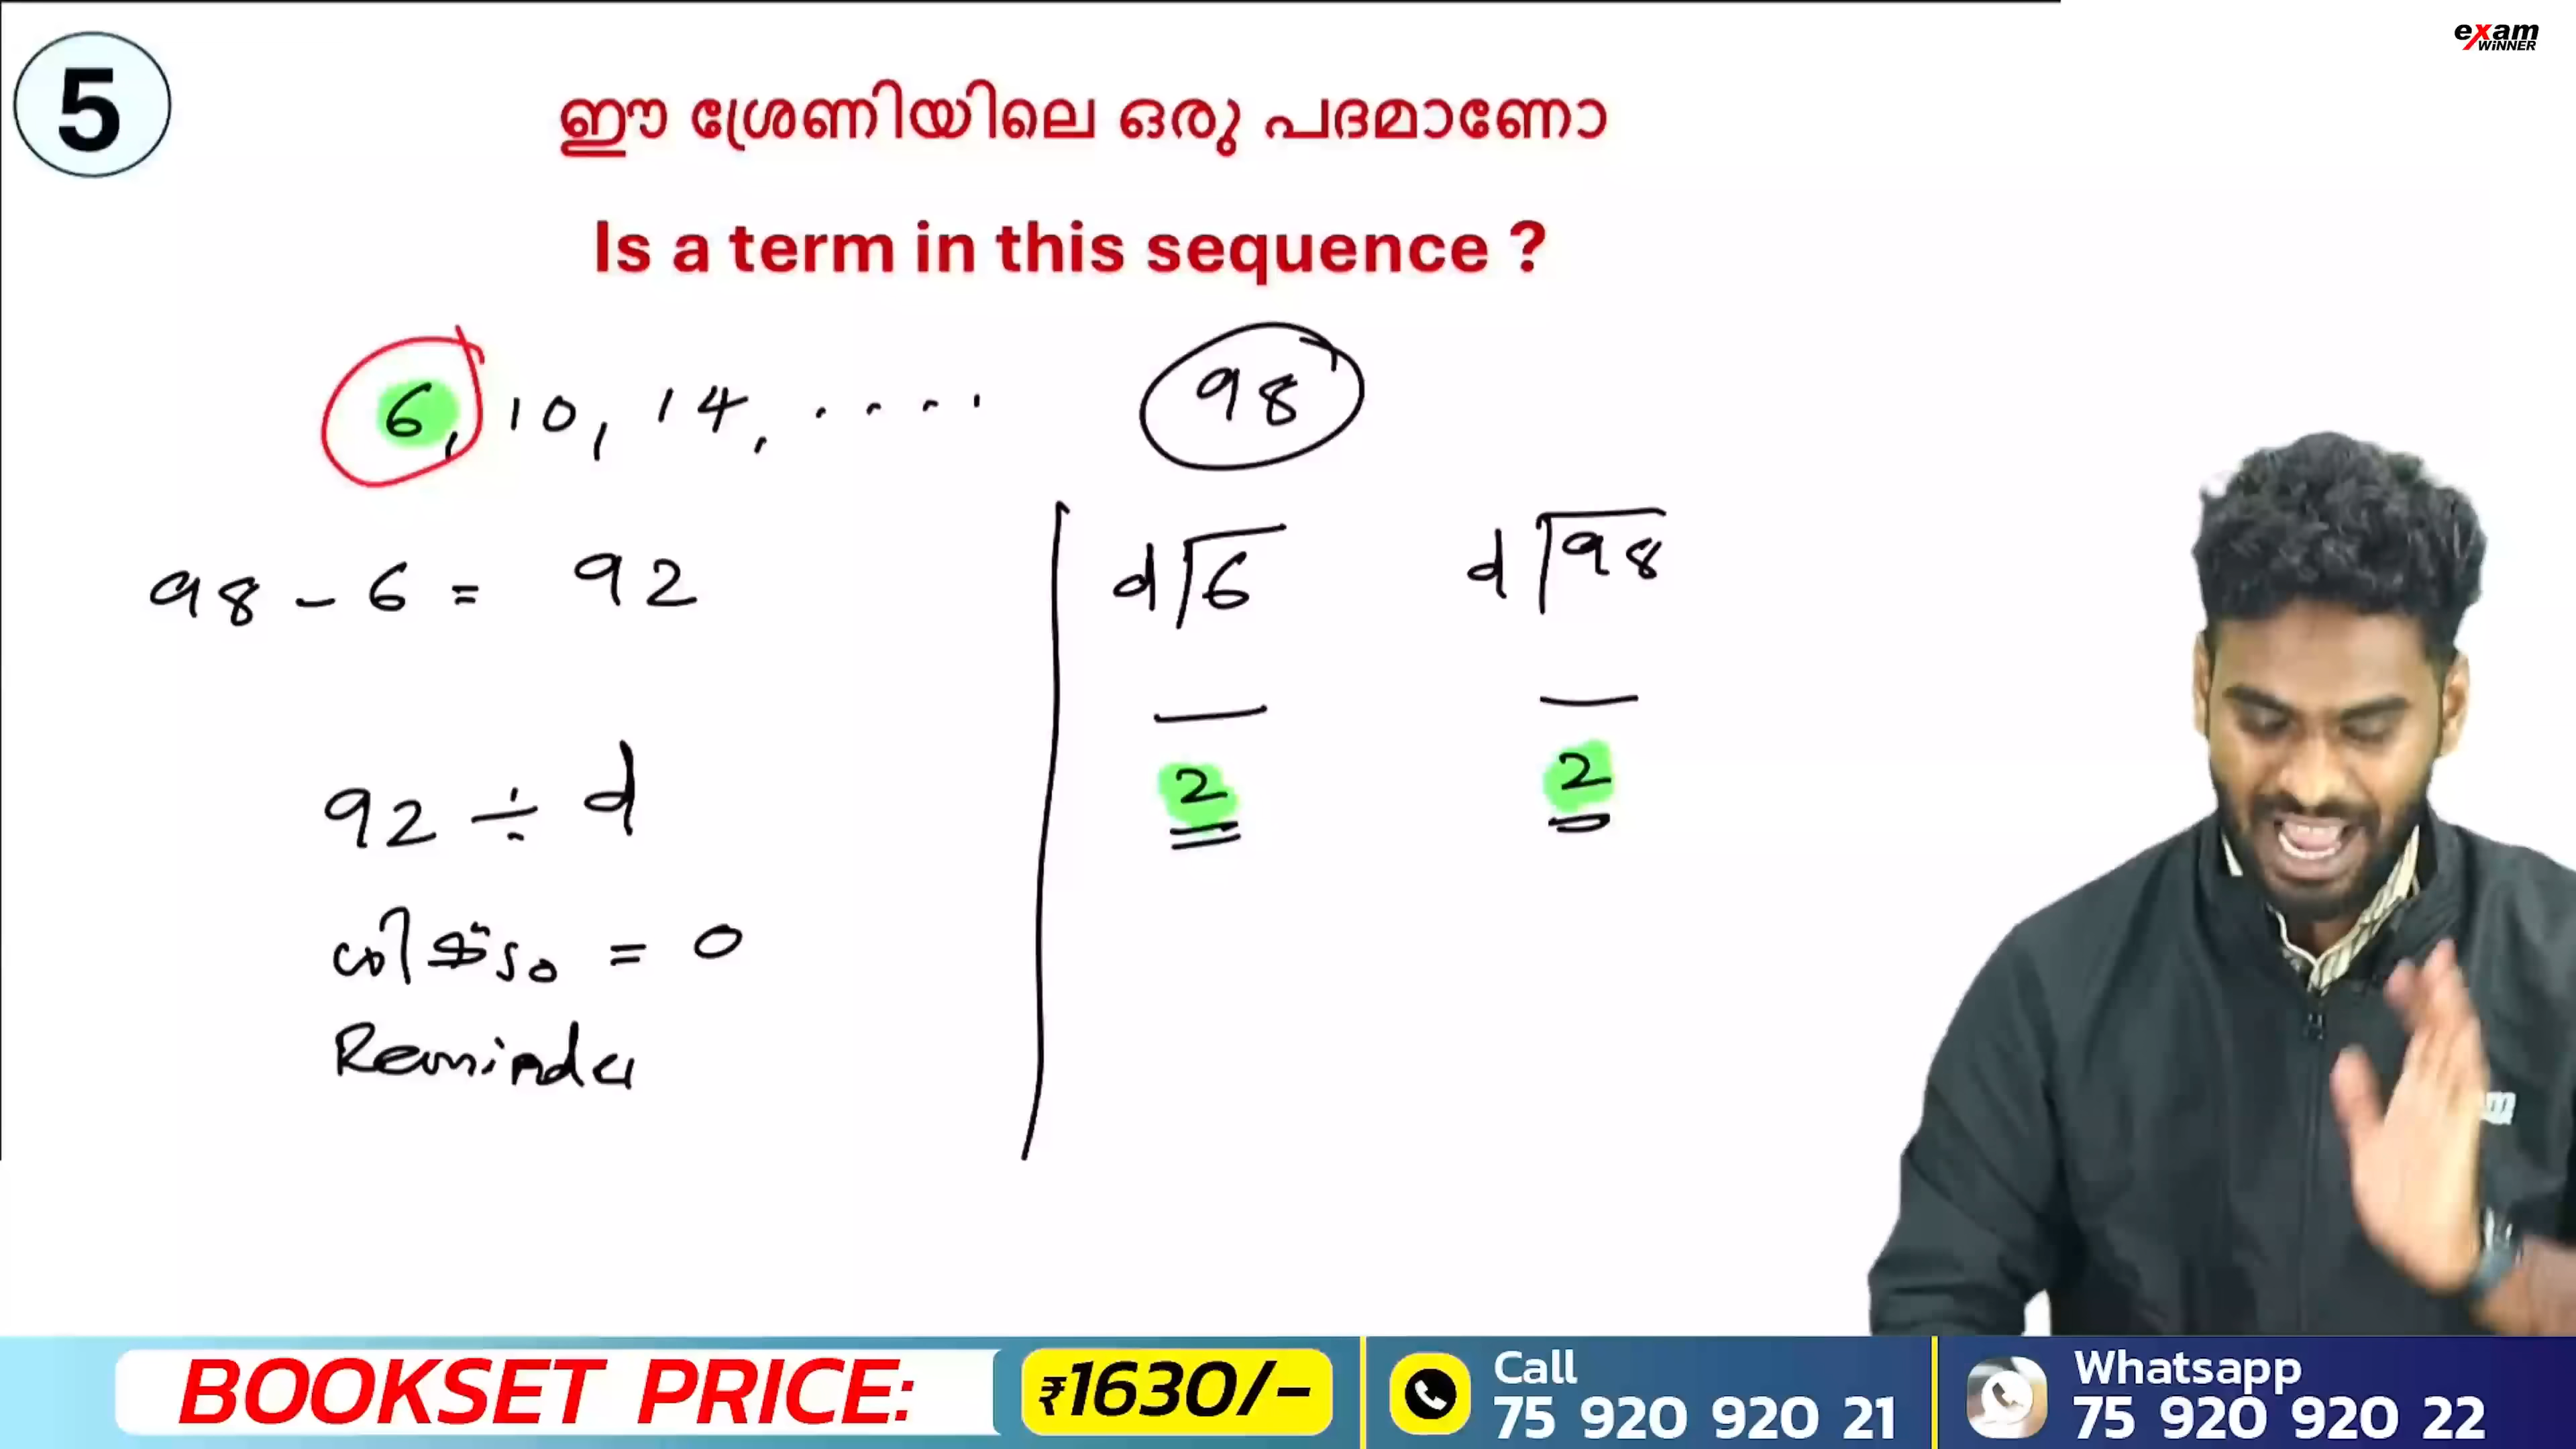 exam
WiNNER
5
ഈ ശ്രേണിയിലെ ഒരു പദമാണോ
Is a term in this sequence ?
6, 10, 14, .... 98
98 - 6 = 92
92 ÷ d
ശിഷ്ടം = 0
Reminder
d 6 d 98
2 2
BOOKSET PRICE: ₹1630/-
Call
75 920 920 21
Whatsapp
75 920 920 22